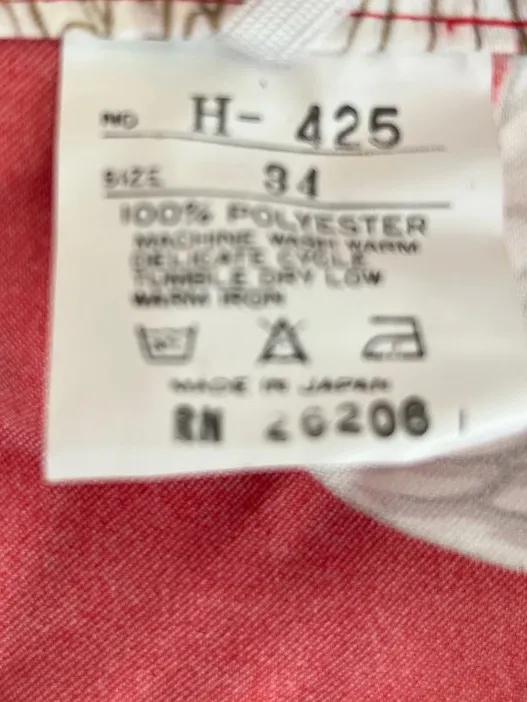 NO H- 425
SIZE 34
100% POLYESTER
MACHINE WASH WARM
DELICATE CYCLE
TUMBLE DRY LOW
WARM IRON
MADE IN JAPAN
RN 26208